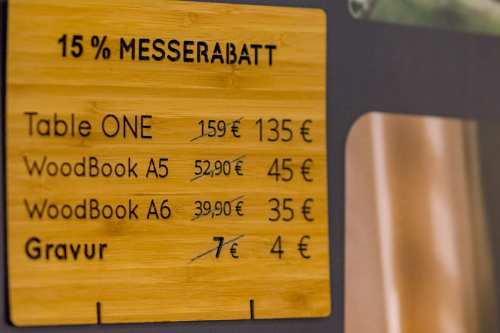 15 % MESSERABATT
Table ONE 159 € 135 €
WoodBook A5 52,90 € 45 €
WoodBook A6 39,90 € 35 €
Gravur 7 € 4 €